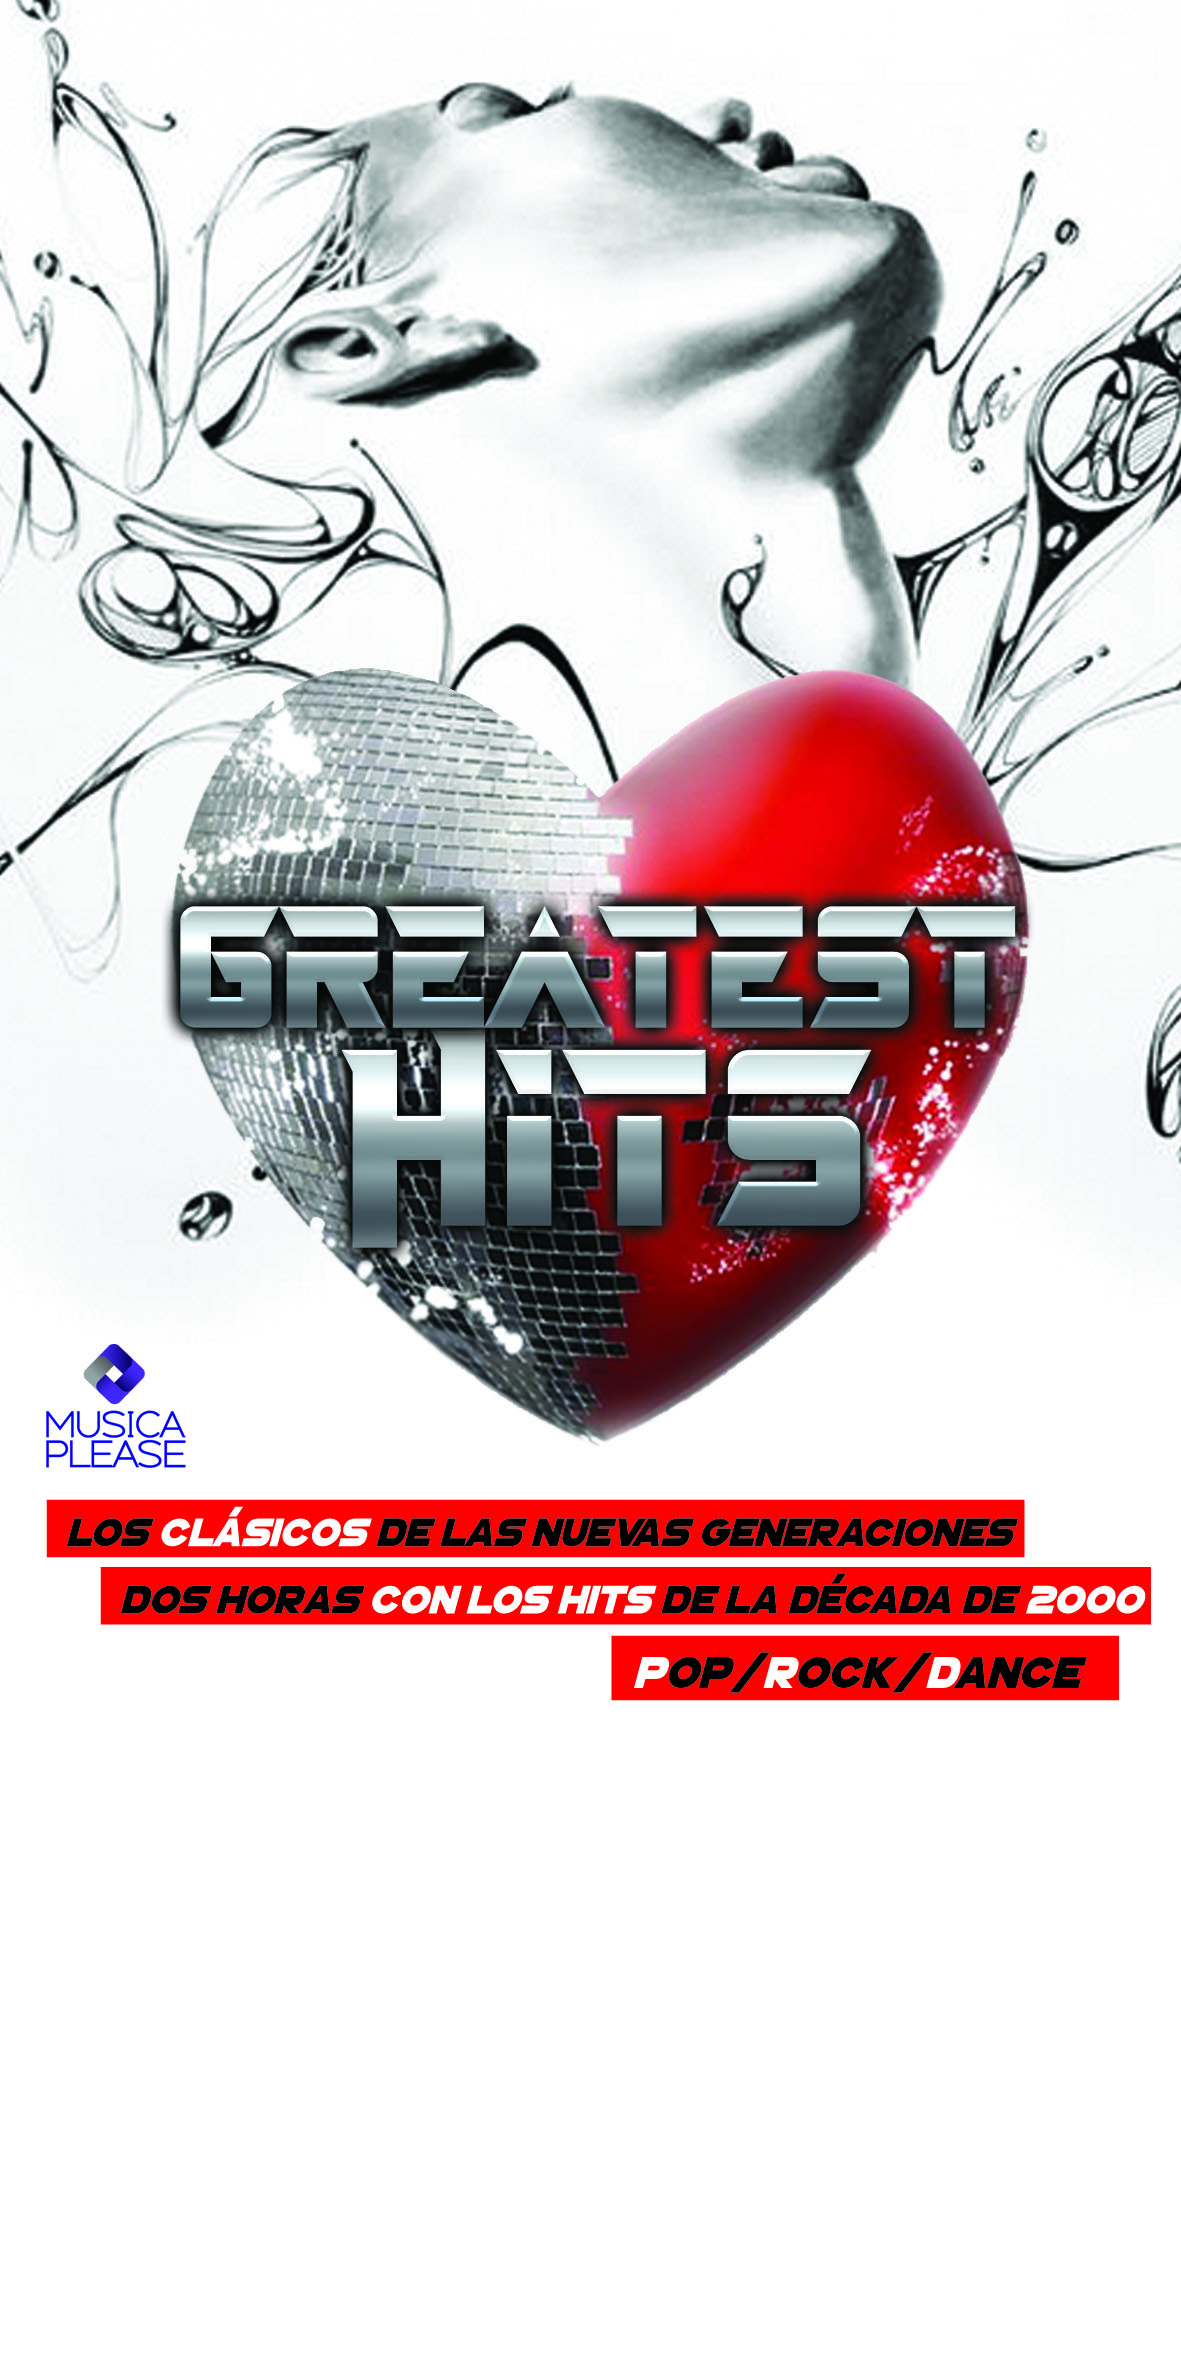 GREATEST
HiTS
MUSICA
PLEASE
LOS CLÁSICOS DE LAS NUEVAS GENERACIONES
DOS HORAS CON LOS HITS DE LA DÉCADA DE 2000
POP/ROCK/DANCE